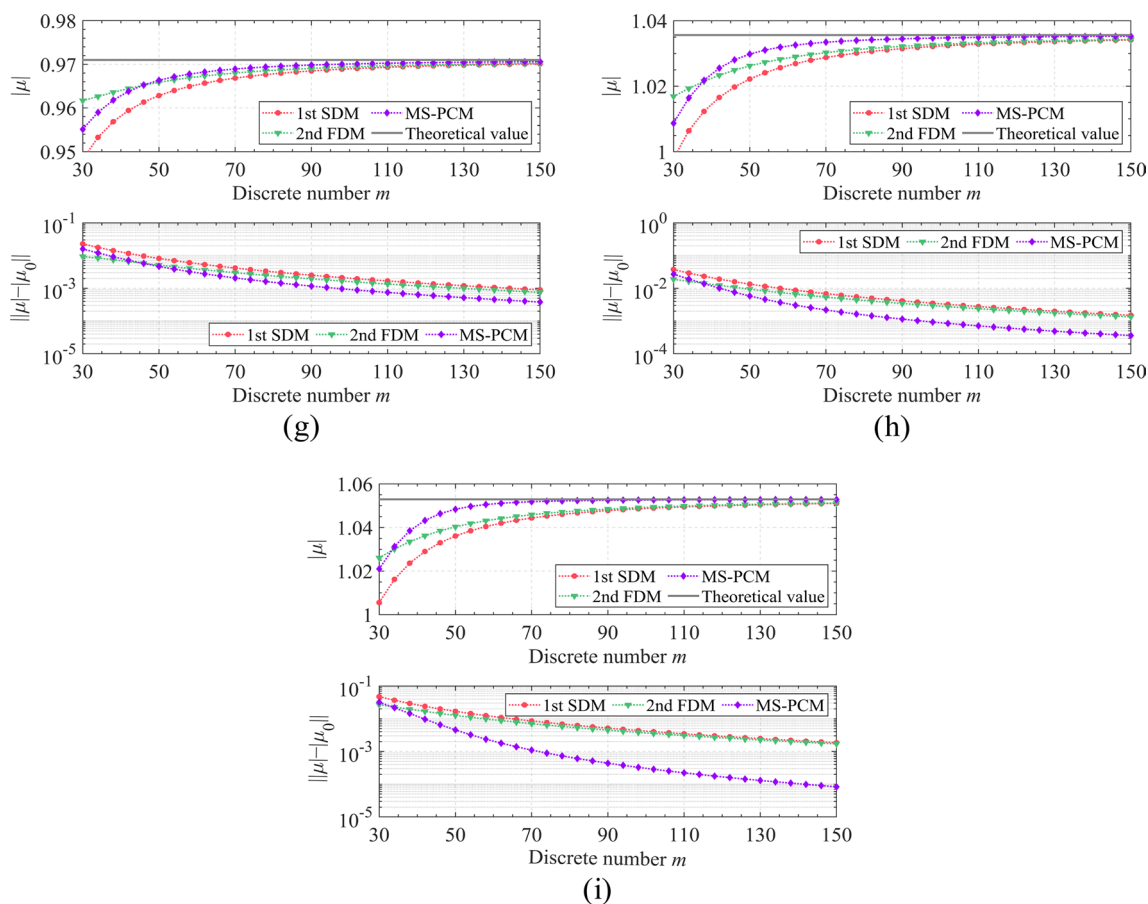 0.98
0.97
0.96
0.95
|μ|
1st SDM
MS-PCM
2nd FDM
Theoretical value
30 50 70 90 110 130 150
Discrete number m
10⁻¹
10⁻³
10⁻⁵
||μ|−|μ₀||
1st SDM 2nd FDM MS-PCM
30 50 70 90 110 130 150
Discrete number m
(g)
1.04
1.02
1
|μ|
1st SDM
MS-PCM
2nd FDM
Theoretical value
30 50 70 90 110 130 150
Discrete number m
10⁰
10⁻²
10⁻⁴
||μ|−|μ₀||
1st SDM 2nd FDM MS-PCM
30 50 70 90 110 130 150
Discrete number m
(h)
1.06
1.04
1.02
1
|μ|
1st SDM
MS-PCM
2nd FDM
Theoretical value
30 50 70 90 110 130 150
Discrete number m
10⁻¹
10⁻³
10⁻⁵
||μ|−|μ₀||
1st SDM 2nd FDM MS-PCM
30 50 70 90 110 130 150
Discrete number m
(i)